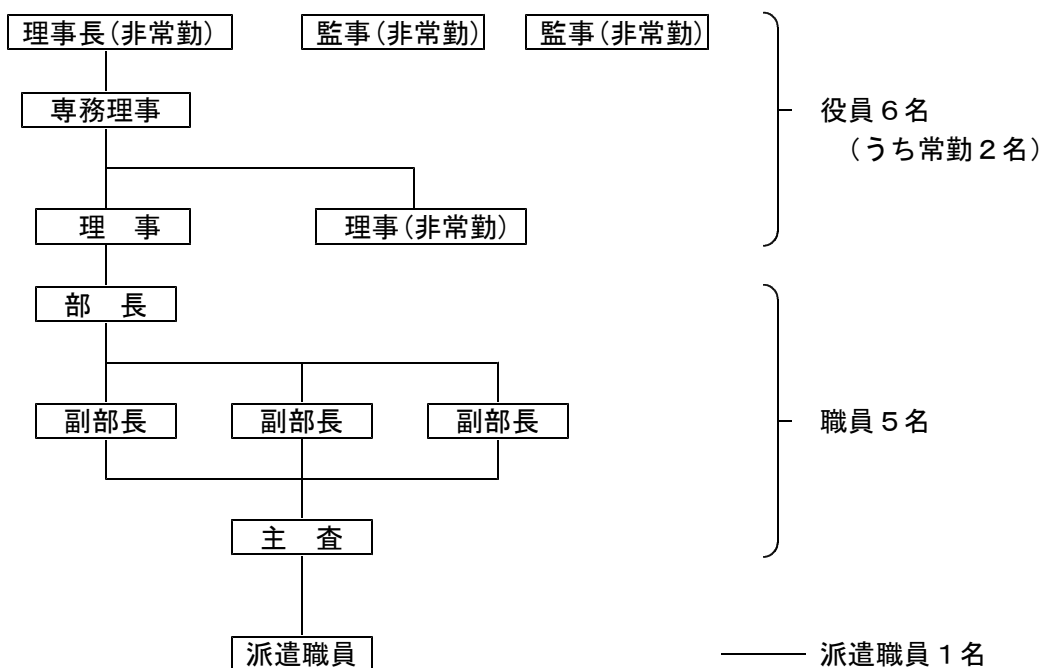 理事長(非常勤) 監事(非常勤) 監事(非常勤)
専務理事 役員6名
(うち常勤2名)
理　事 理事(非常勤)
部　長
副部長 副部長 副部長 職員5名
主　査
派遣職員 派遣職員1名